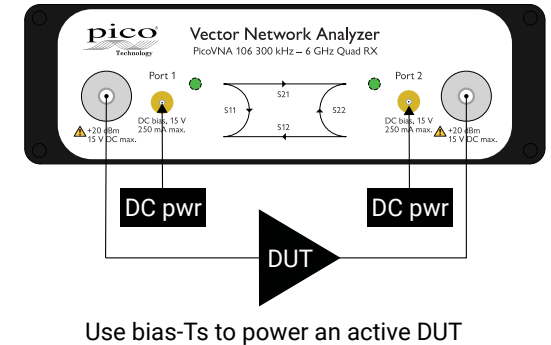 pico
Technology
Vector Network Analyzer
PicoVNA 106 300 kHz – 6 GHz Quad RX
Port 1
Port 2
S21
S11
S22
S12
+20 dBm
15 V DC max.
DC bias, 15 V
250 mA max.
DC bias, 15 V
250 mA max.
+20 dBm
15 V DC max.
DC pwr
DC pwr
DUT
Use bias-Ts to power an active DUT